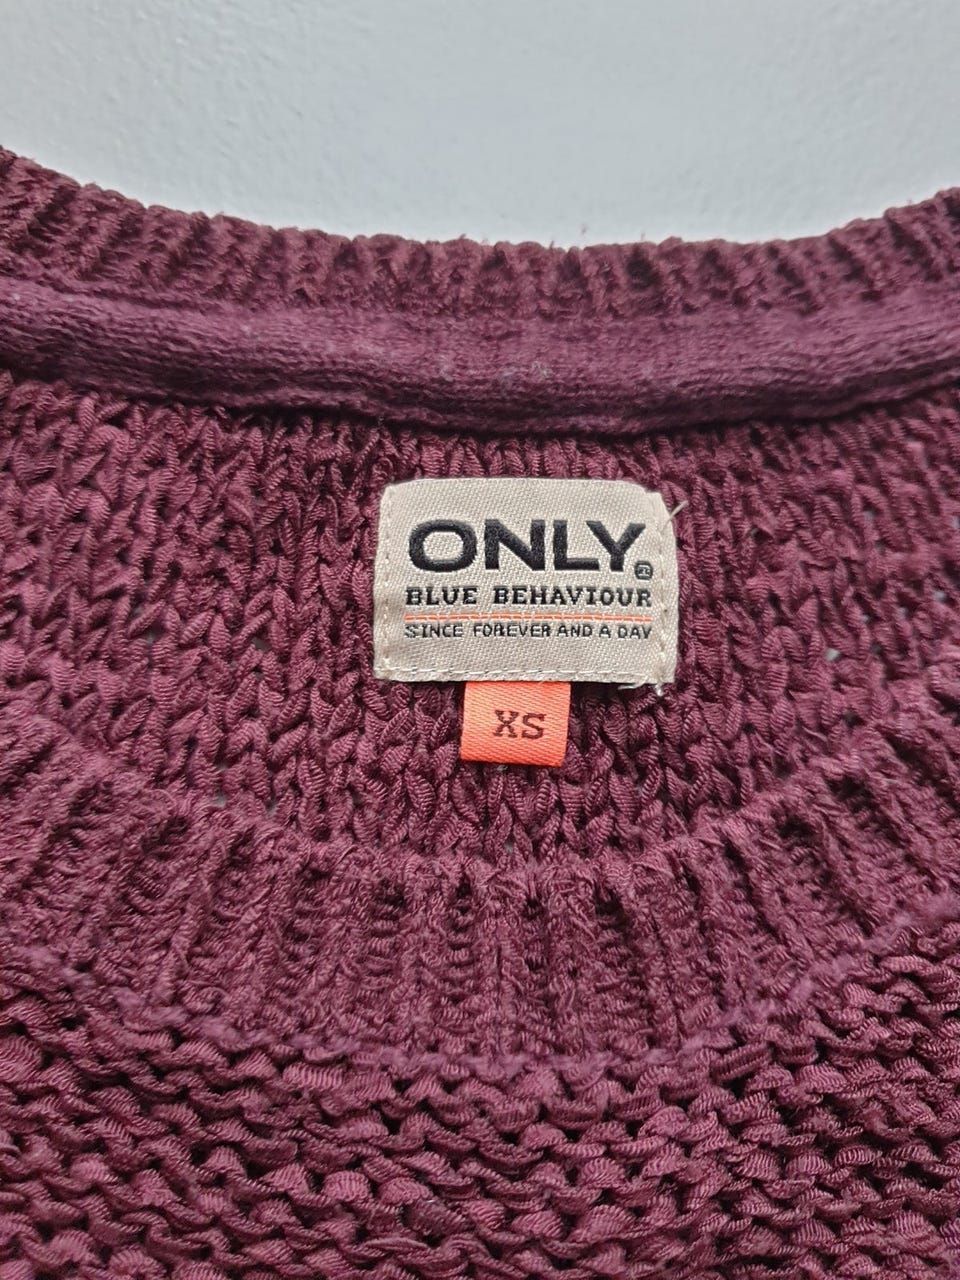 ONLY®
BLUE BEHAVIOUR
SINCE FOREVER AND A DAY
XS